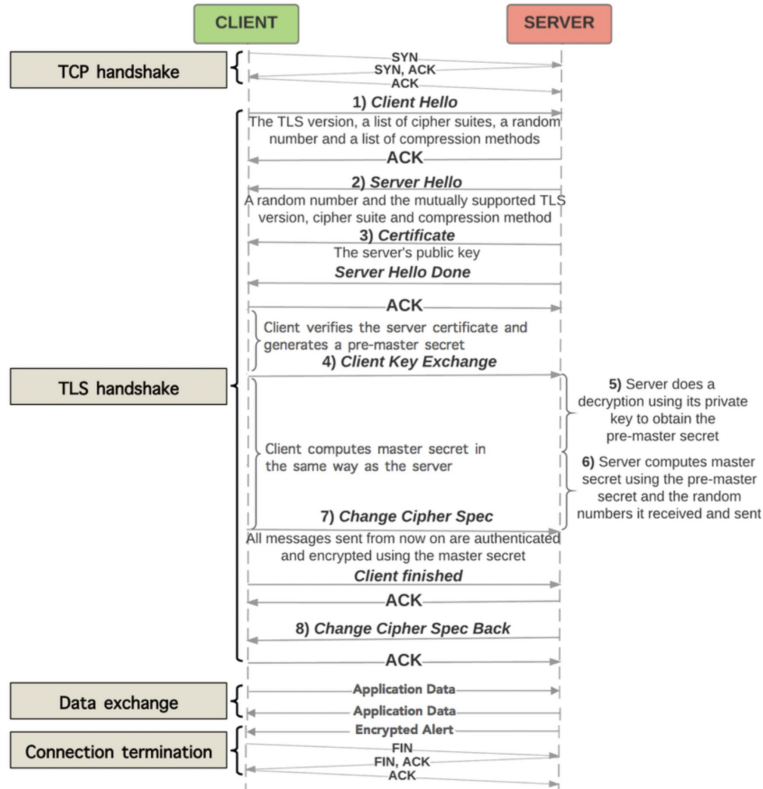 CLIENT
SERVER
TCP handshake
SYN
SYN, ACK
ACK
1) Client Hello
The TLS version, a list of cipher suites, a random
number and a list of compression methods
ACK
2) Server Hello
A random number and the mutually supported TLS
version, cipher suite and compression method
3) Certificate
The server's public key
Server Hello Done
ACK
Client verifies the server certificate and
generates a pre-master secret
4) Client Key Exchange
TLS handshake
5) Server does a
decryption using its private
key to obtain the
pre-master secret
Client computes master secret in
the same way as the server
6) Server computes master
secret using the pre-master
secret and the random
numbers it received and sent
7) Change Cipher Spec
All messages sent from now on are authenticated
and encrypted using the master secret
Client finished
ACK
8) Change Cipher Spec Back
ACK
Data exchange
Application Data
Application Data
Connection termination
Encrypted Alert
FIN
FIN, ACK
ACK